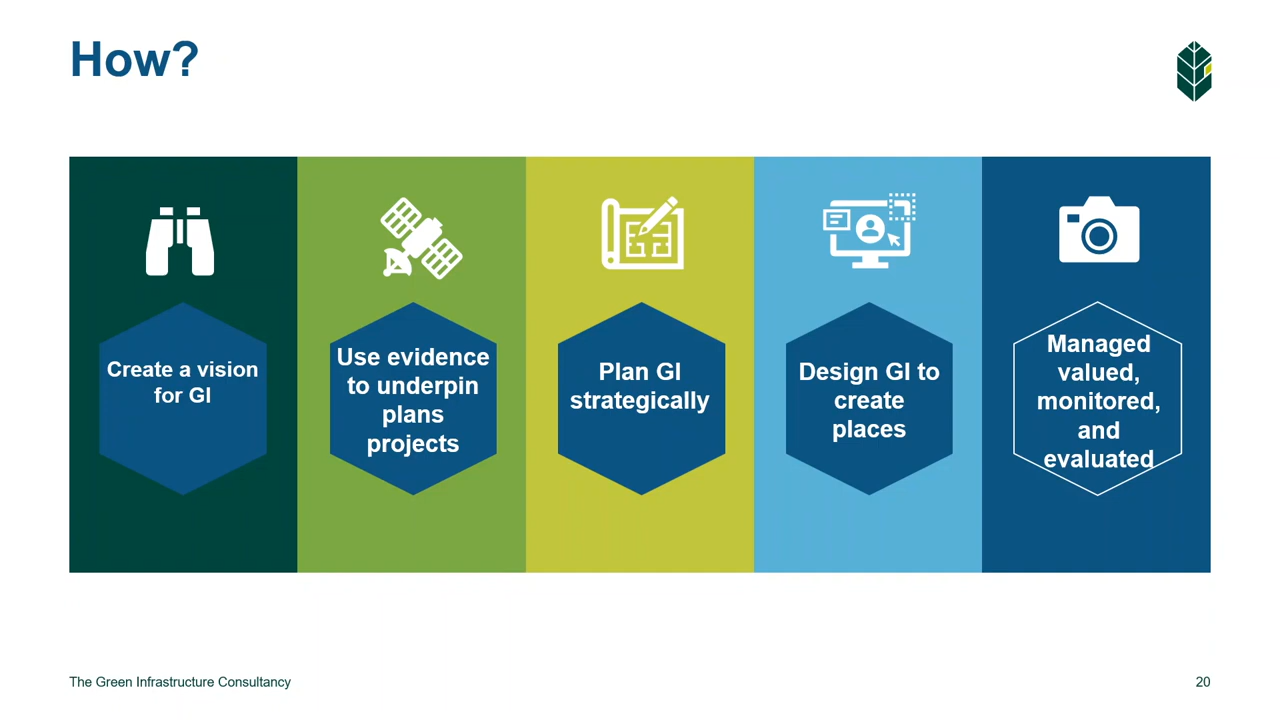 How?
Create a vision
for GI
Use evidence
to underpin
plans
projects
Plan GI
strategically
Design GI to
create
places
Managed
valued,
monitored,
and
evaluated
The Green Infrastructure Consultancy
20